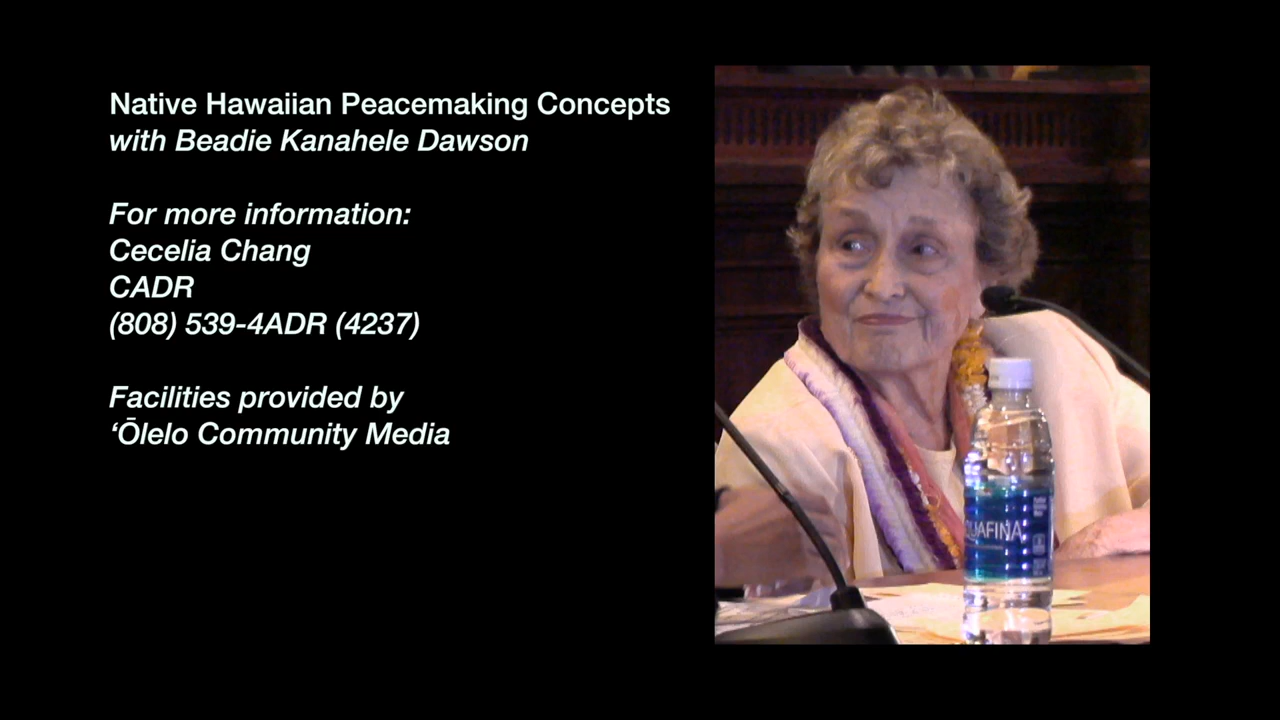 Native Hawaiian Peacemaking Concepts
with Beadie Kanahele Dawson
For more information:
Cecelia Chang
CADR
(808) 539-4ADR (4237)
Facilities provided by
ʻŌlelo Community Media
QUAFINA